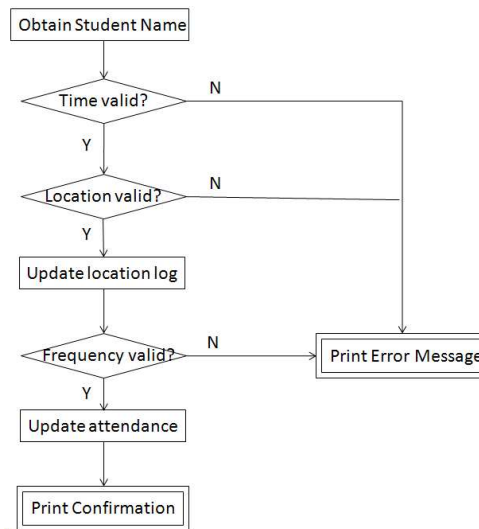 Obtain Student Name
Time valid?
N
Y
Location valid?
N
Y
Update location log
Frequency valid?
N
Print Error Message
Y
Update attendance
Print Confirmation